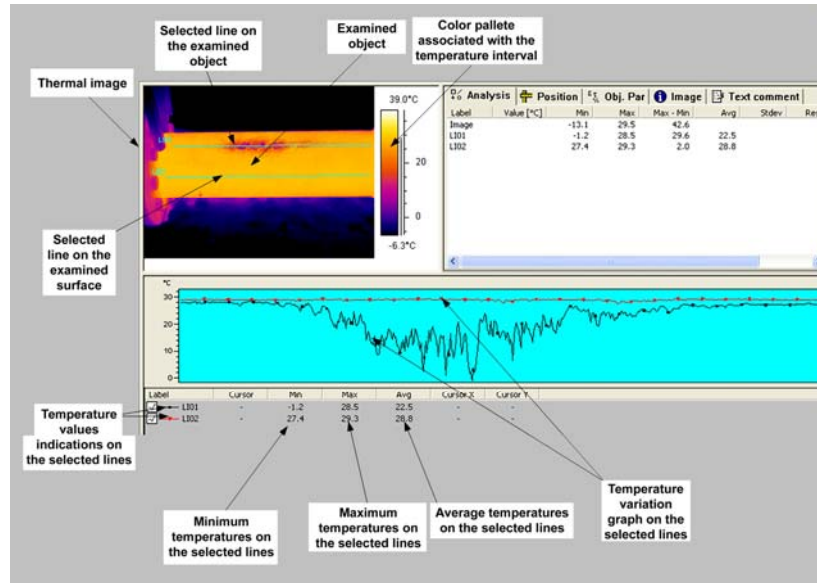 Selected line on
the examined
object
Examined
object
Color pallete
associated with the
temperature interval
Thermal image
39.0°C
20
0
-6.3°C
LI01
Selected
line on the
examined
surface
Analysis Position Obj. Par Image Text comment
Label Value [°C] Min Max Max - Min Avg Stdev Res
Image -13.1 29.5 42.6
LI01 -1.2 28.5 29.6 22.5
LI02 27.4 29.3 2.0 28.8
°C
30
20
10
0
Label Cursor Min Max Avg Cursor X Cursor Y
LI01 - -1.2 28.5 22.5 - -
LI02 - 27.4 29.3 28.8 - -
Temperature
values
indications on
the selected lines
Minimum
temperatures on
the selected lines
Maximum
temperatures on
the selected lines
Average temperatures
on the selected lines
Temperature
variation
graph on the
selected lines